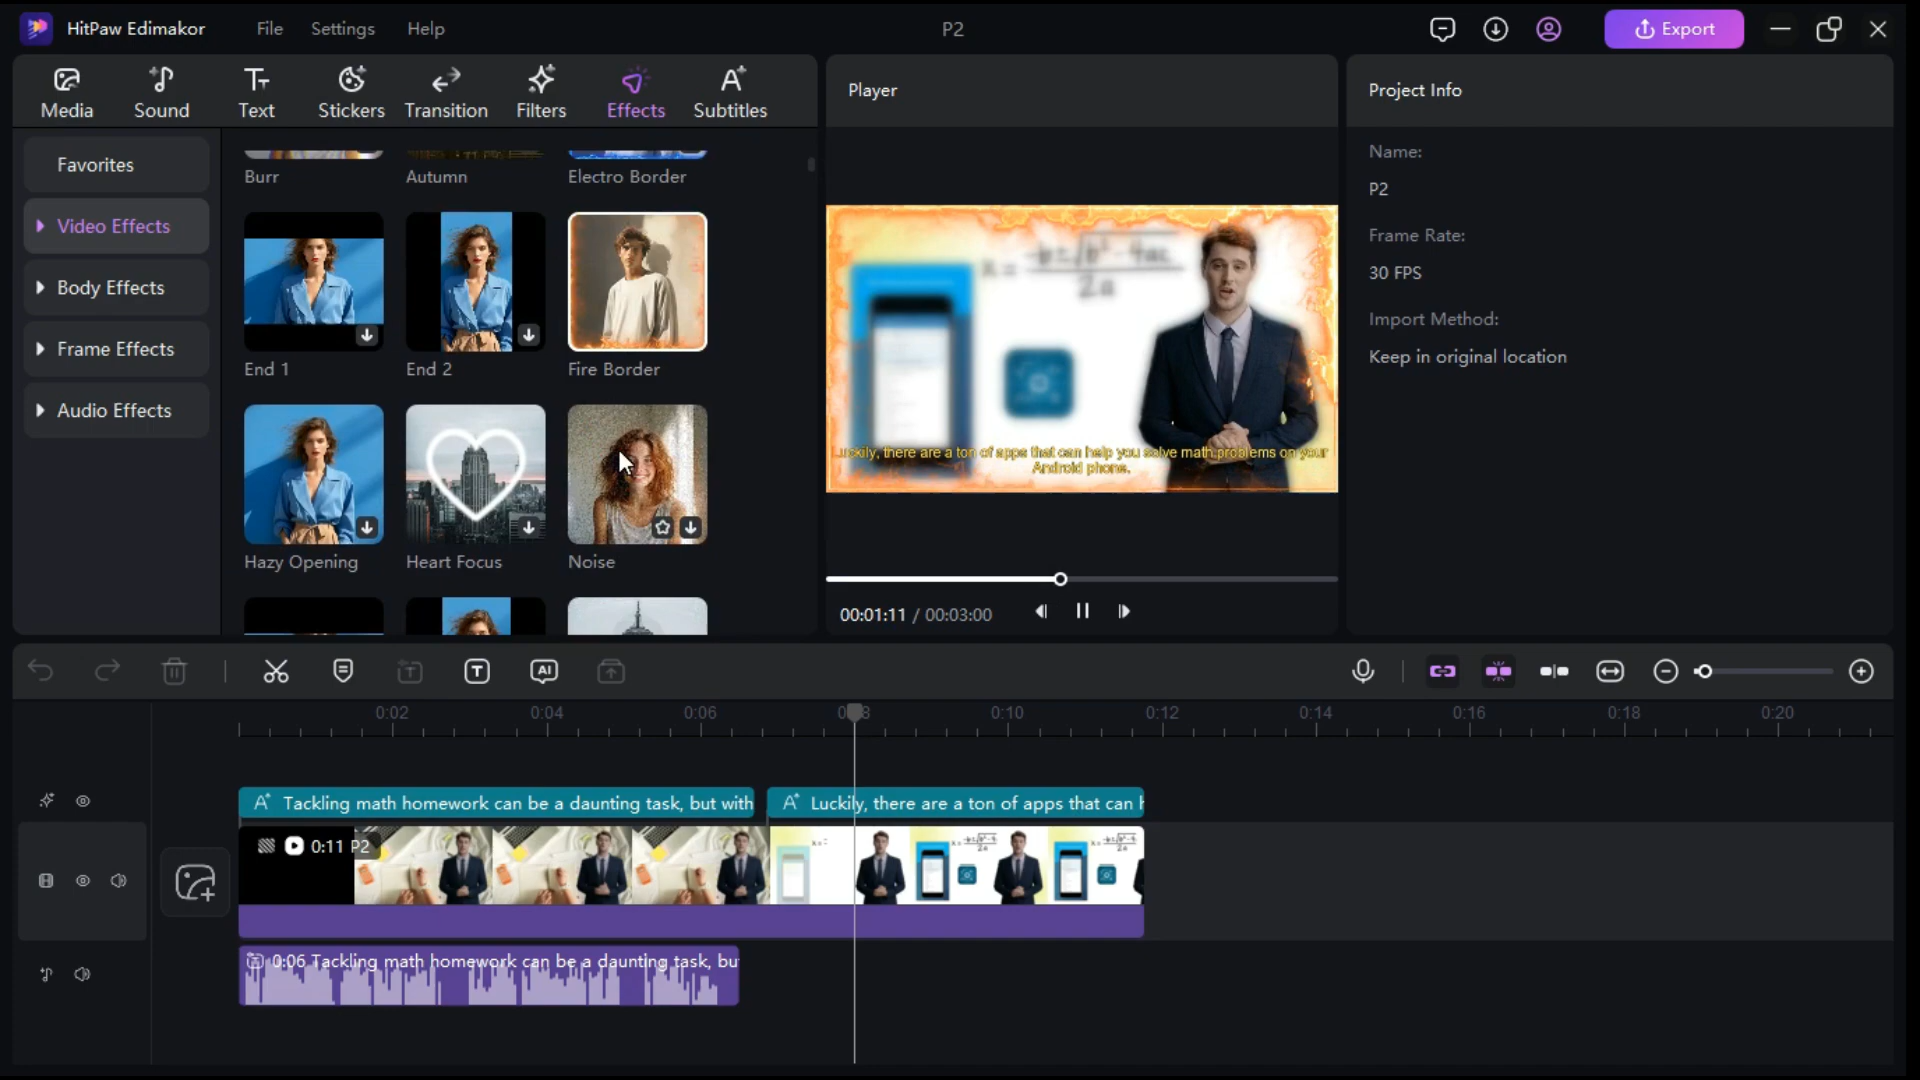 HitPaw Edimakor
File
Settings
Help
P2
Export
Media
Sound
Text
Stickers
Transition
Filters
Effects
Subtitles
Favorites
Video Effects
Body Effects
Frame Effects
Audio Effects
Burr
Autumn
Electro Border
End 1
End 2
Fire Border
Hazy Opening
Heart Focus
Noise
Player
x = -b±√b²-4ac
2a
Luckily, there are a ton of apps that can help you solve math problems on your
Android phone.
00:01:11 / 00:03:00
Project Info
Name:
P2
Frame Rate:
30 FPS
Import Method:
Keep in original location
AI
0:02
0:04
0:06
0:08
0:10
0:12
0:14
0:16
0:18
0:20
Tackling math homework can be a daunting task, but with
Luckily, there are a ton of apps that can h
0:11 P2
0:06 Tackling math homework can be a daunting task, bu